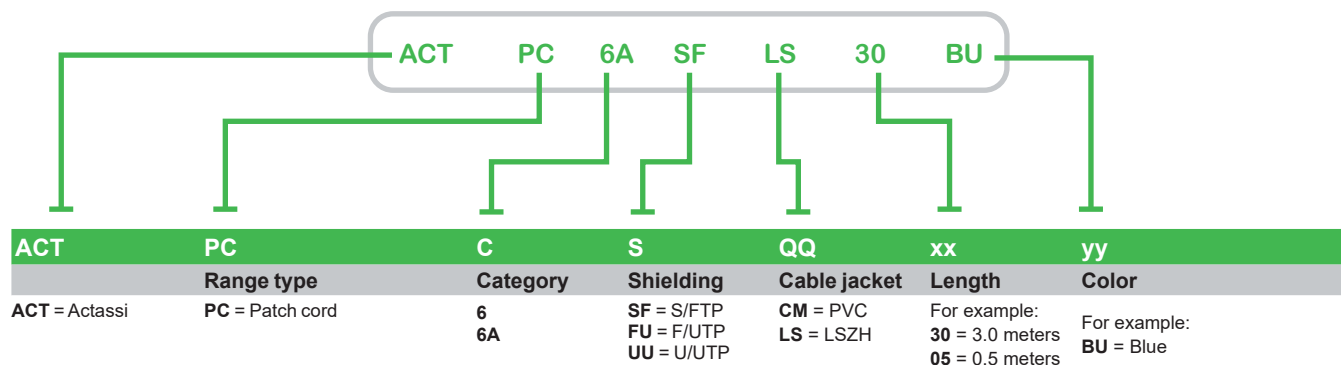 ACT PC 6A SF LS 30 BU
ACT PC C S QQ xx yy
Range type Category Shielding Cable jacket Length Color
ACT = Actassi
PC = Patch cord
6
6A
SF = S/FTP
FU = F/UTP
UU = U/UTP
CM = PVC
LS = LSZH
For example:
30 = 3.0 meters
05 = 0.5 meters
For example:
BU = Blue